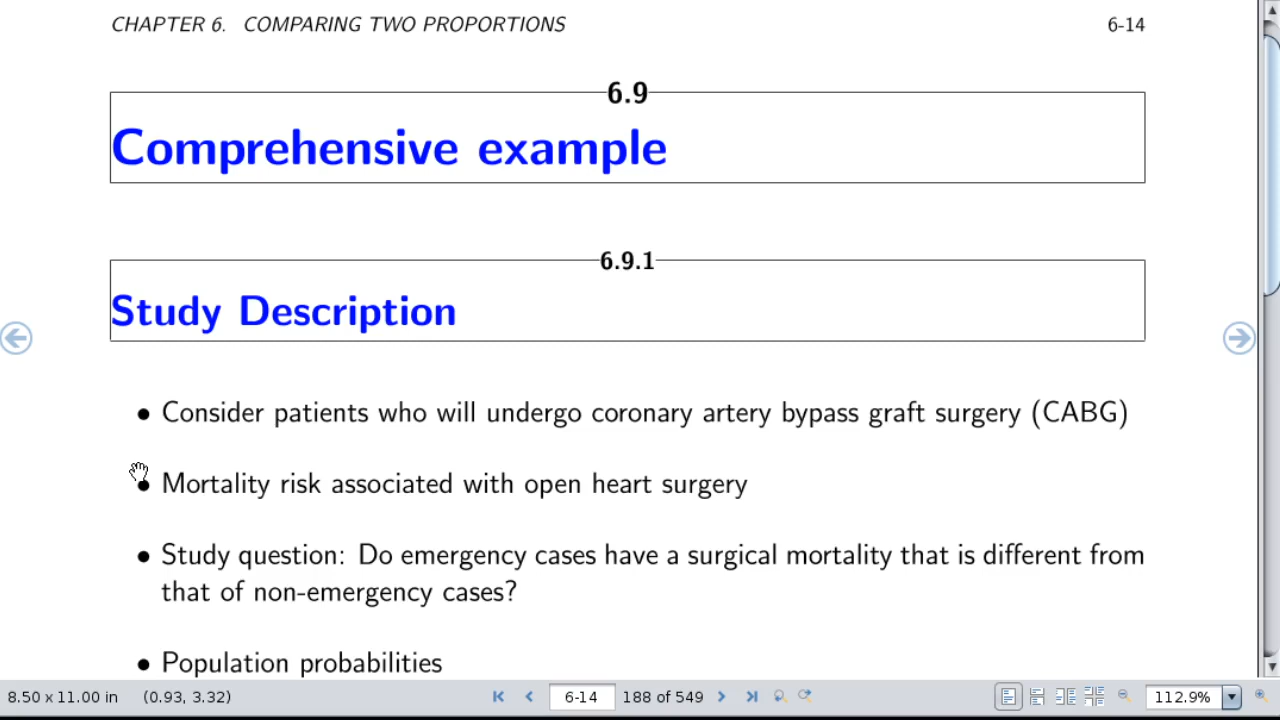 CHAPTER 6. COMPARING TWO PROPORTIONS 6-14
6.9
Comprehensive example
6.9.1
Study Description
• Consider patients who will undergo coronary artery bypass graft surgery (CABG)
• Mortality risk associated with open heart surgery
• Study question: Do emergency cases have a surgical mortality that is different from
that of non-emergency cases?
• Population probabilities
8.50 x 11.00 in (0.93, 3.32) 6-14 188 of 549 112.9%